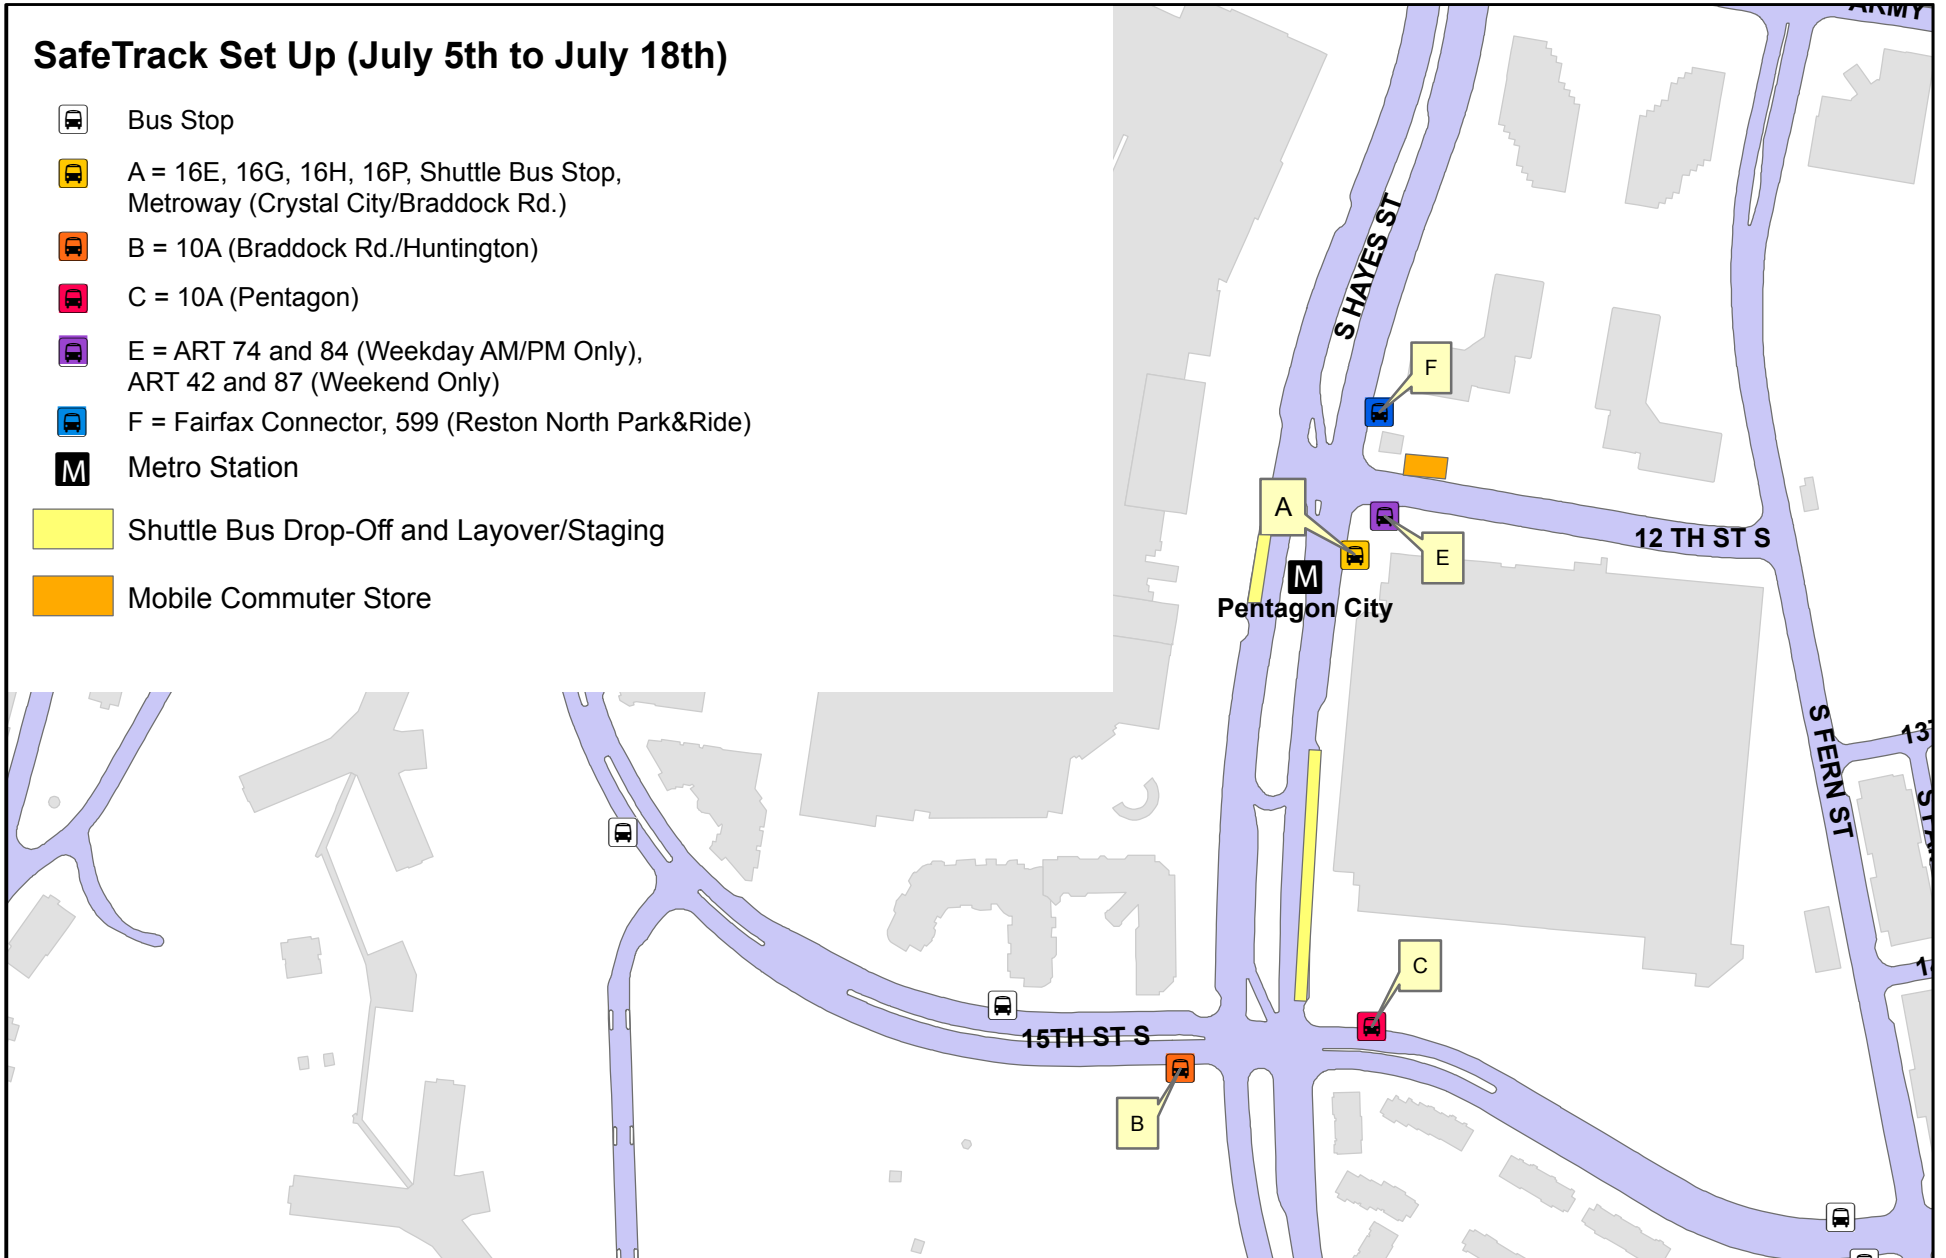 SafeTrack Set Up (July 5th to July 18th)
Bus Stop
A = 16E, 16G, 16H, 16P, Shuttle Bus Stop,
Metroway (Crystal City/Braddock Rd.)
B = 10A (Braddock Rd./Huntington)
C = 10A (Pentagon)
E = ART 74 and 84 (Weekday AM/PM Only),
ART 42 and 87 (Weekend Only)
F = Fairfax Connector, 599 (Reston North Park&Ride)
M
Metro Station
Shuttle Bus Drop-Off and Layover/Staging
Mobile Commuter Store
ARMY
S HAYES ST
F
A
12 TH ST S
E
M
Pentagon City
S FERN ST
C
15TH ST S
B